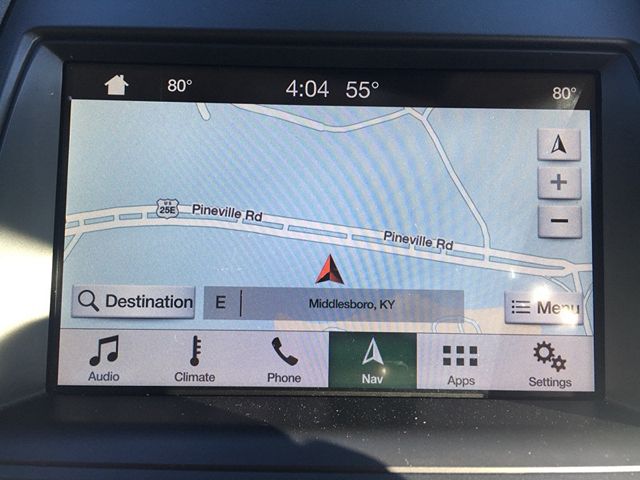 80° 4:04 55° 80°
U S
25E
Pineville Rd
Pineville Rd
Destination E Middlesboro, KY Menu
Audio Climate Phone Nav Apps Settings